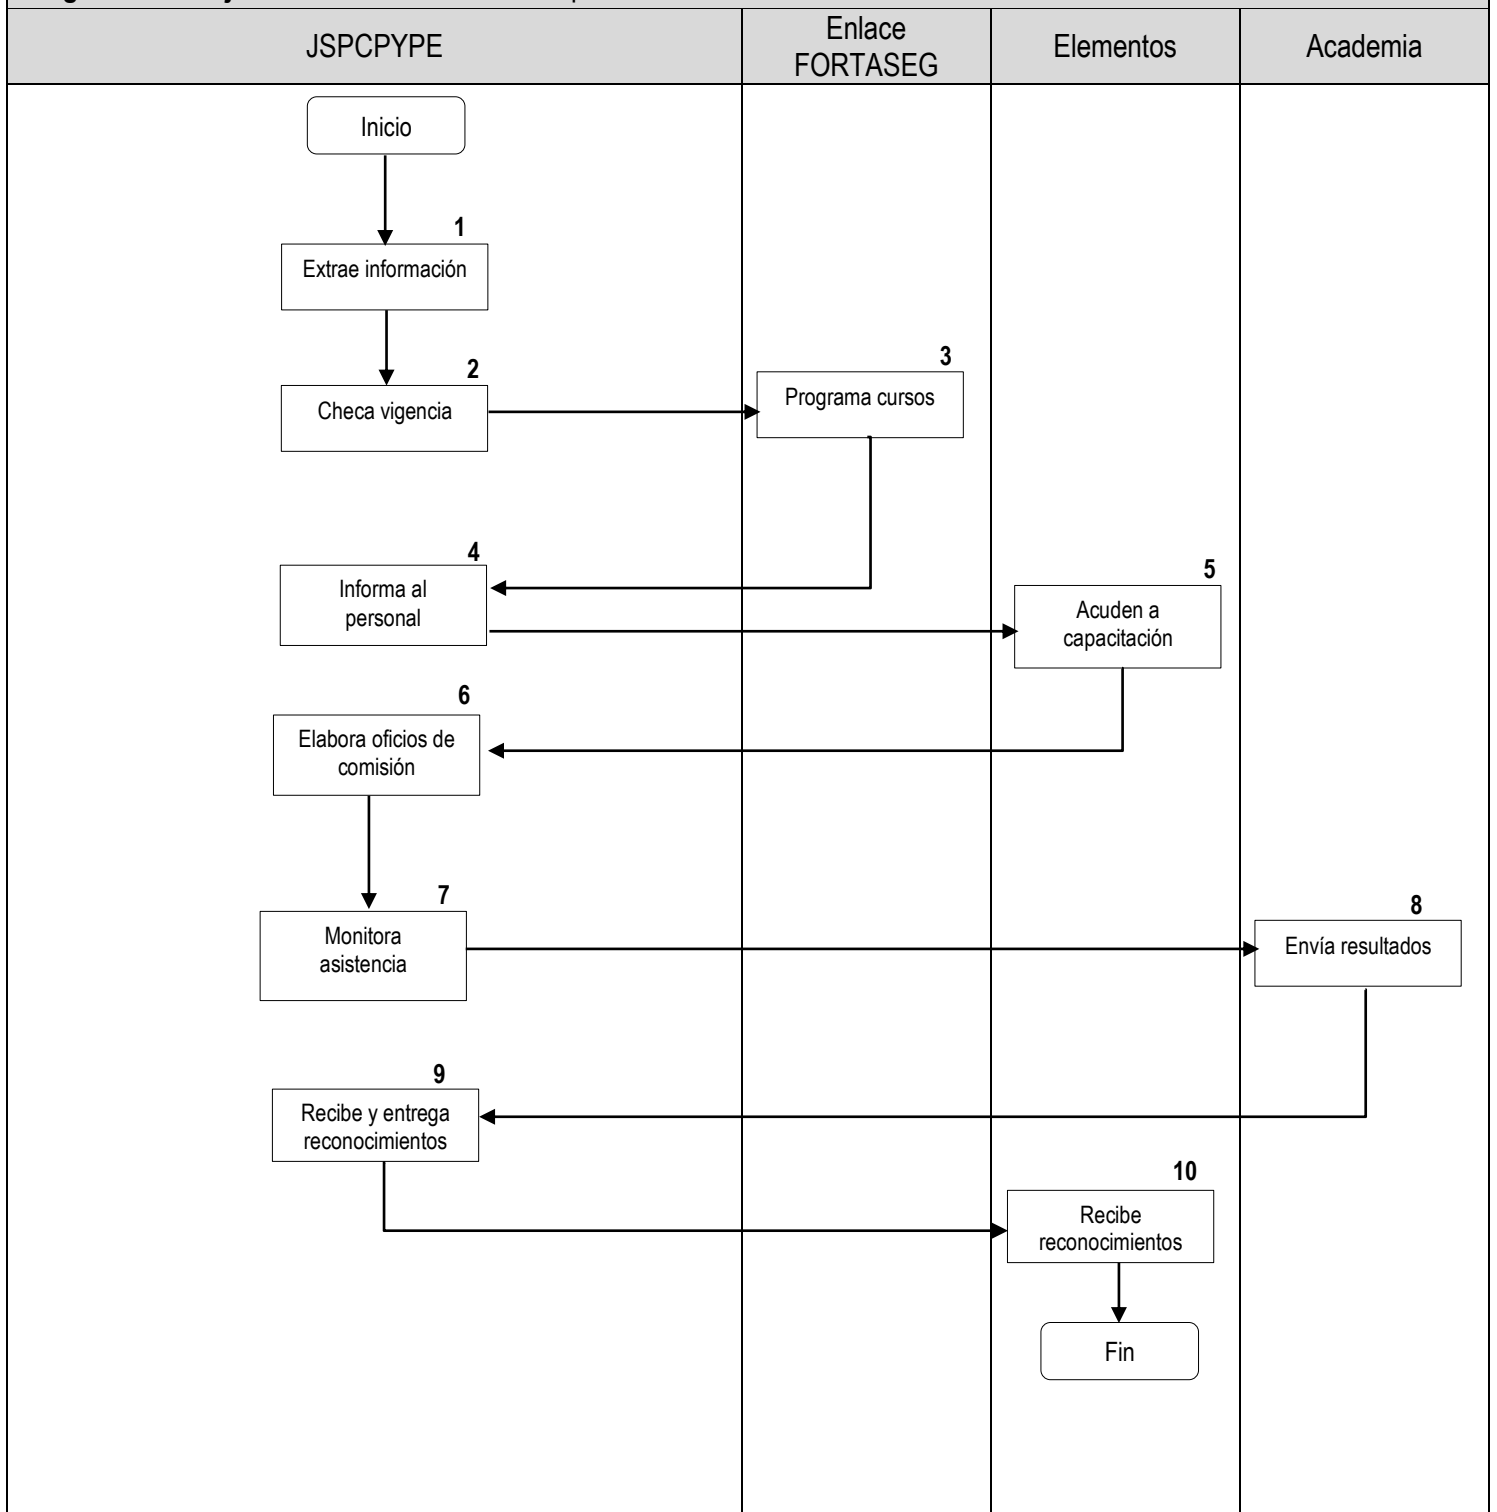 JSPCPYPE
Enlace
FORTASEG
Elementos
Academia
Inicio
1
Extrae información
2
Checa vigencia
3
Programa cursos
4
Informa al
personal
5
Acuden a
capacitación
6
Elabora oficios de
comisión
7
Monitora
asistencia
8
Envía resultados
9
Recibe y entrega
reconocimientos
10
Recibe
reconocimientos
Fin